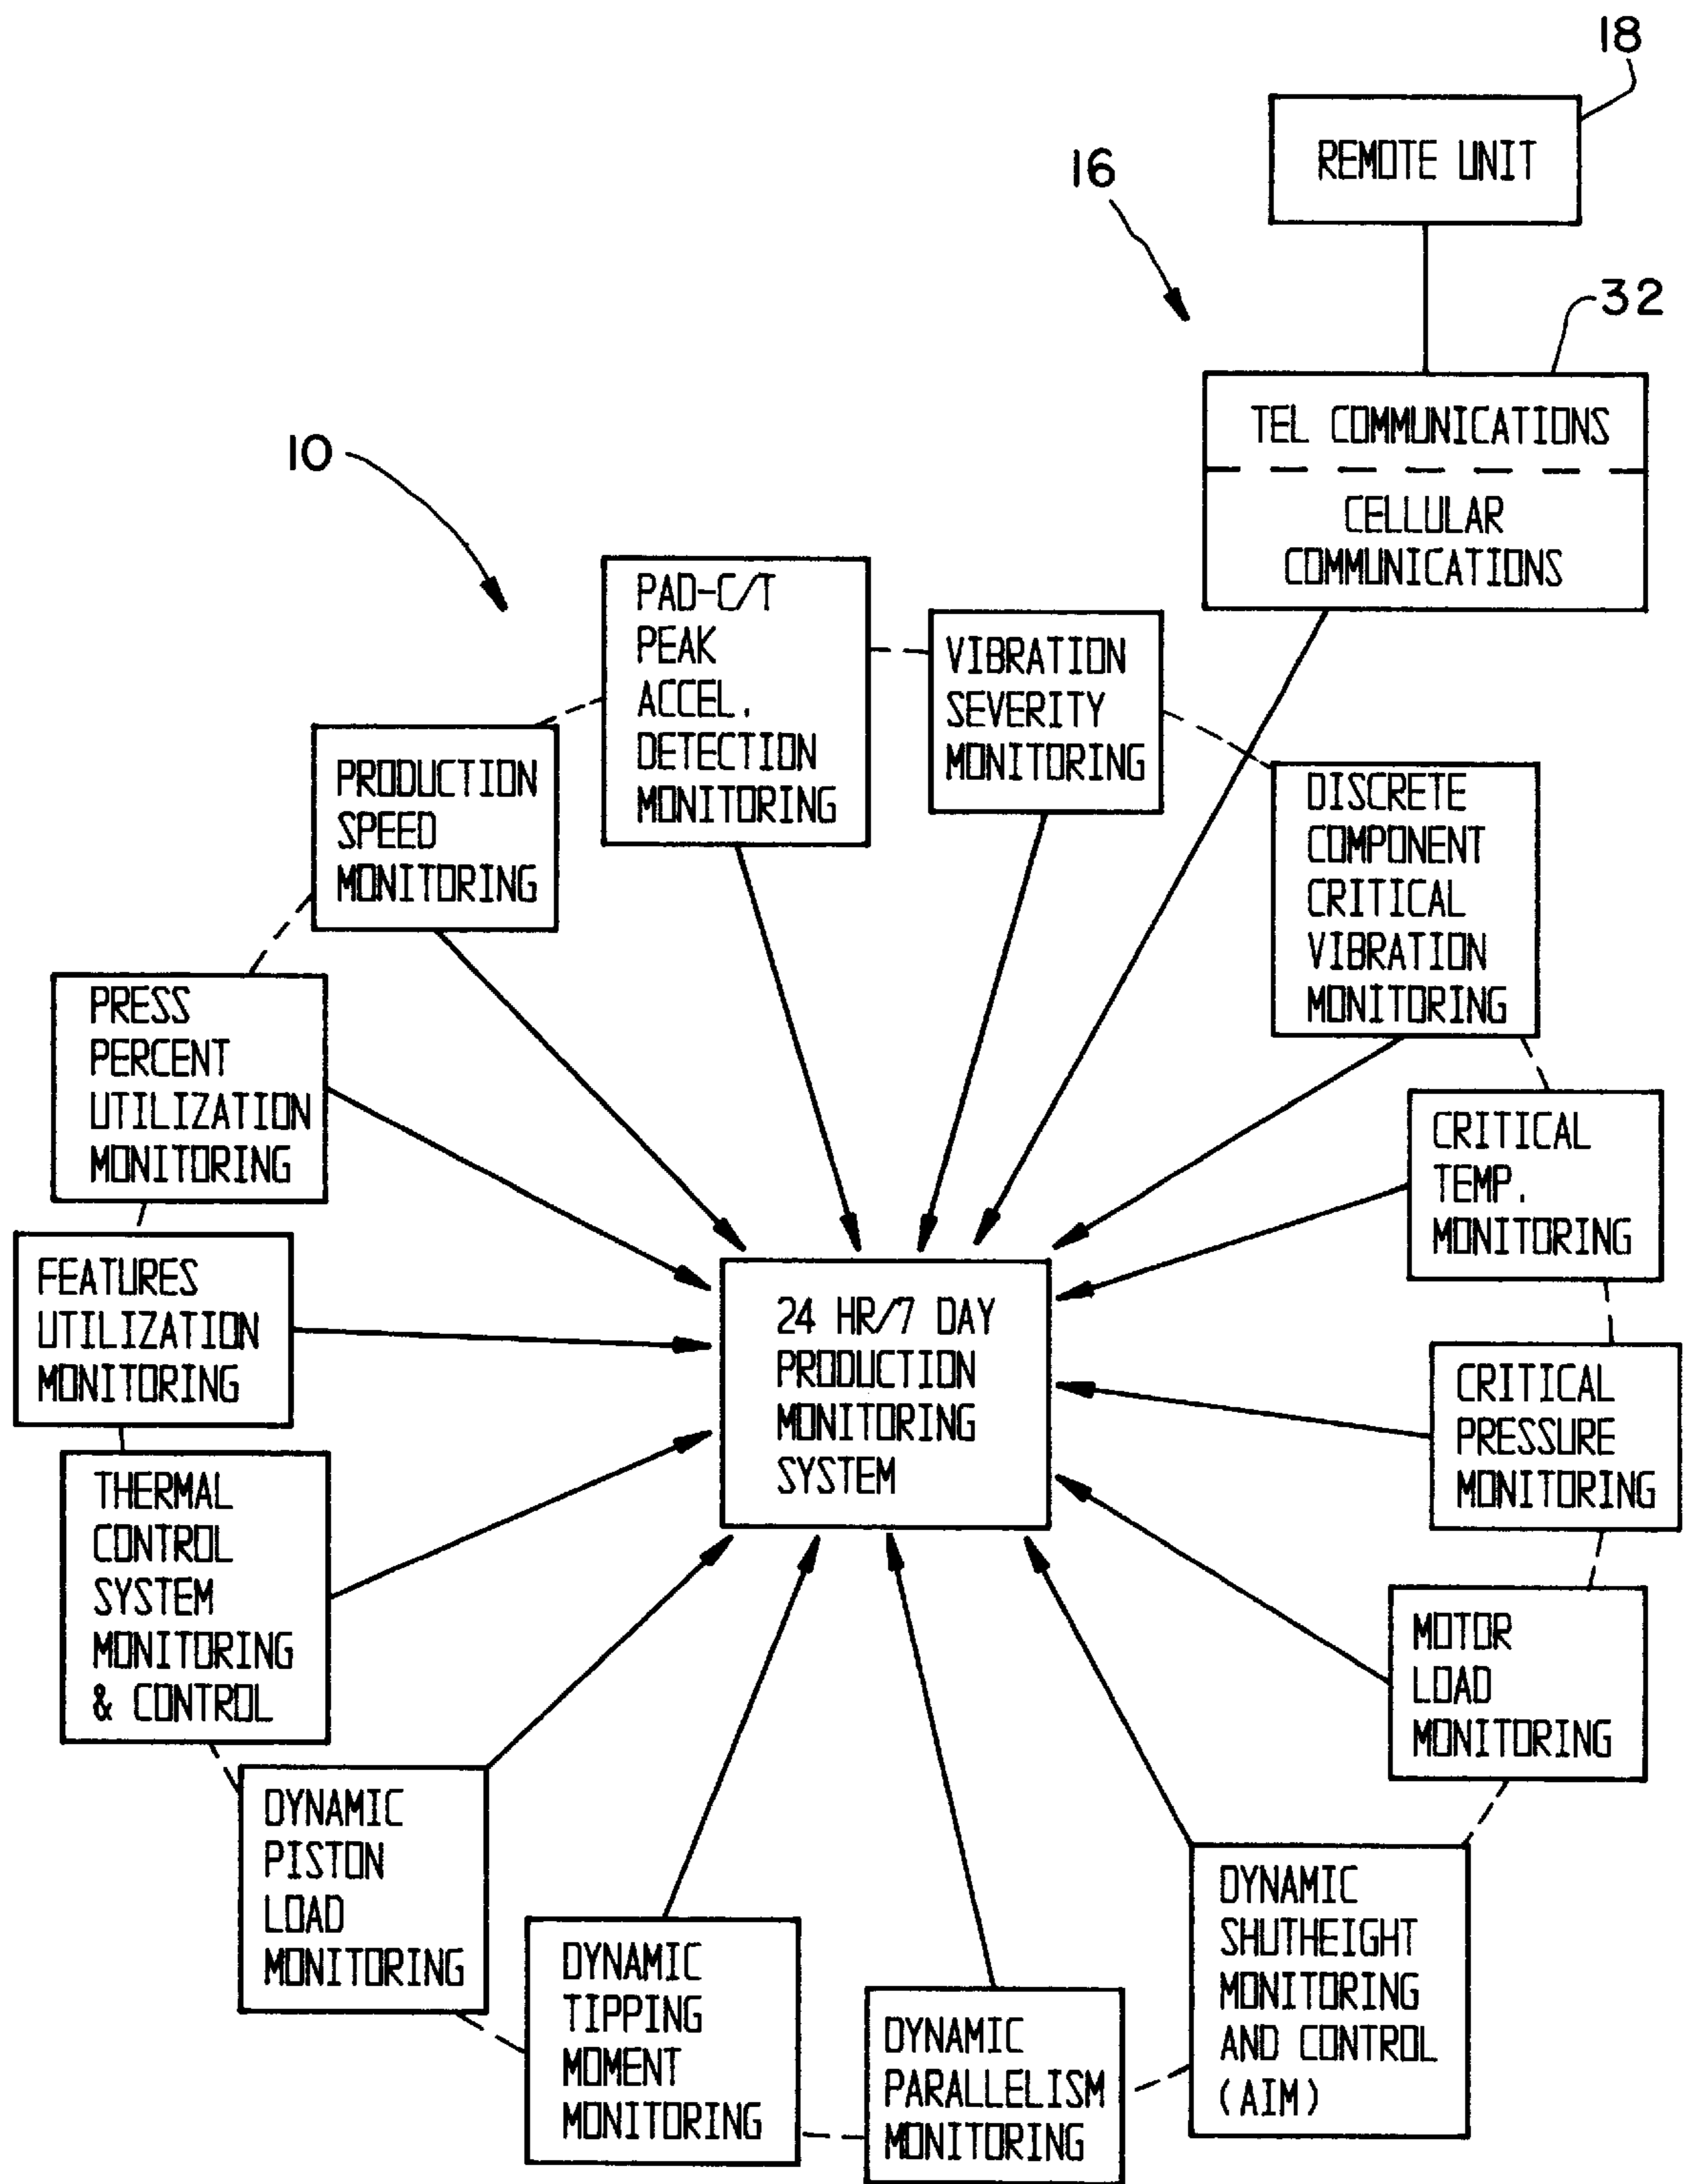 18
REMOTE UNIT
16
32
TEL COMMUNICATIONS
CELLULAR
COMMUNICATIONS
10
PAD-C/T
PEAK
ACCEL.
DETECTION
MONITORING
VIBRATION
SEVERITY
MONITORING
PRODUCTION
SPEED
MONITORING
DISCRETE
COMPONENT
CRITICAL
VIBRATION
MONITORING
PRESS
PERCENT
UTILIZATION
MONITORING
CRITICAL
TEMP.
MONITORING
FEATURES
UTILIZATION
MONITORING
24 HR/7 DAY
PRODUCTION
MONITORING
SYSTEM
CRITICAL
PRESSURE
MONITORING
THERMAL
CONTROL
SYSTEM
MONITORING
& CONTROL
MOTOR
LOAD
MONITORING
DYNAMIC
PISTON
LOAD
MONITORING
DYNAMIC
TIPPING
MOMENT
MONITORING
DYNAMIC
PARALLELISM
MONITORING
DYNAMIC
SHUTHEIGHT
MONITORING
AND CONTROL
(AIM)